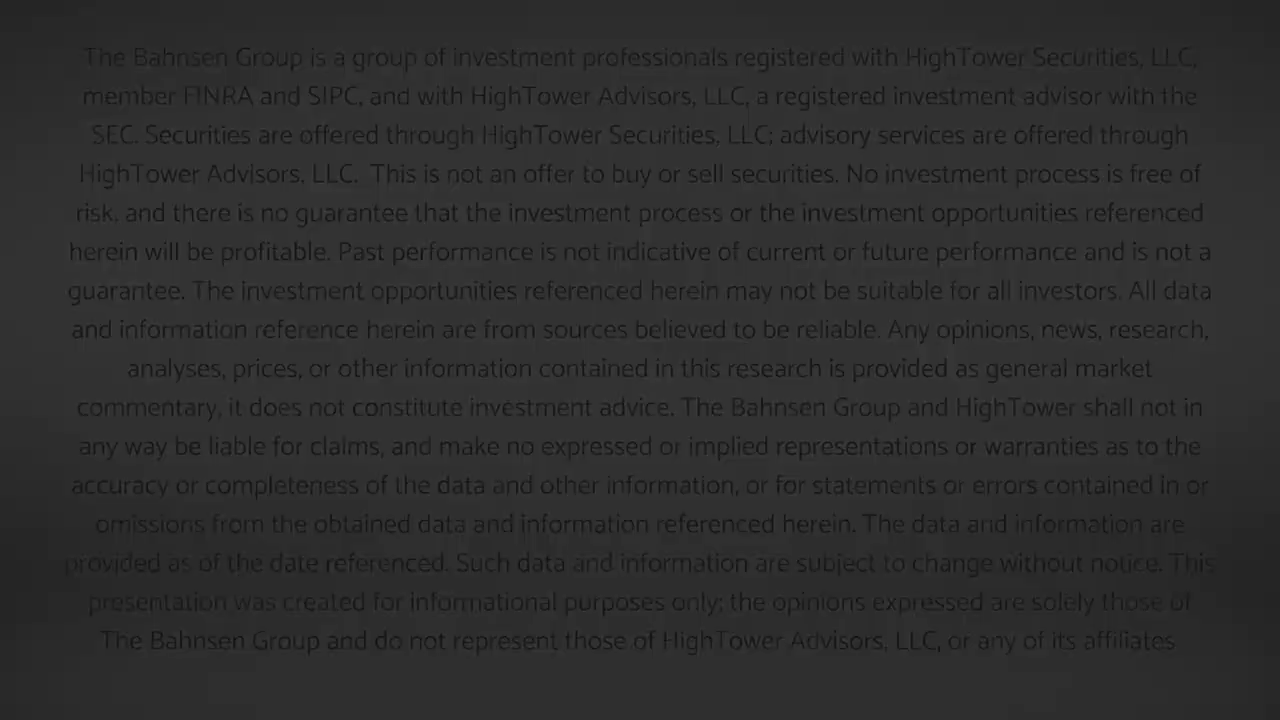 The Bahnsen Group is a group of investment professionals registered with HighTower Securities, LLC,
member FINRA and SIPC, and with HighTower Advisors, LLC, a registered investment advisor with the
SEC. Securities are offered through HighTower Securities, LLC; advisory services are offered through
HighTower Advisors, LLC. This is not an offer to buy or sell securities. No investment process is free of
risk, and there is no guarantee that the investment process or the investment opportunities referenced
herein will be profitable. Past performance is not indicative of current or future performance and is not a
guarantee. The investment opportunities referenced herein may not be suitable for all investors. All data
and information reference herein are from sources believed to be reliable. Any opinions, news, research,
analyses, prices, or other information contained in this research is provided as general market
commentary, it does not constitute investment advice. The Bahnsen Group and HighTower shall not in
any way be liable for claims, and make no expressed or implied representations or warranties as to the
accuracy or completeness of the data and other information, or for statements or errors contained in or
omissions from the obtained data and information referenced herein. The data and information are
provided as of the date referenced. Such data and information are subject to change without notice. This
presentation was created for informational purposes only; the opinions expressed are solely those of
The Bahnsen Group and do not represent those of HighTower Advisors, LLC, or any of its affiliates